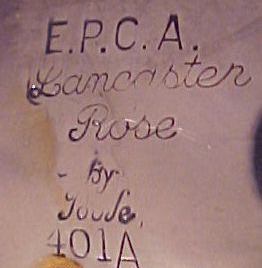 E.P.C.A.
Lancaster
Rose
- by
Poole,
401A